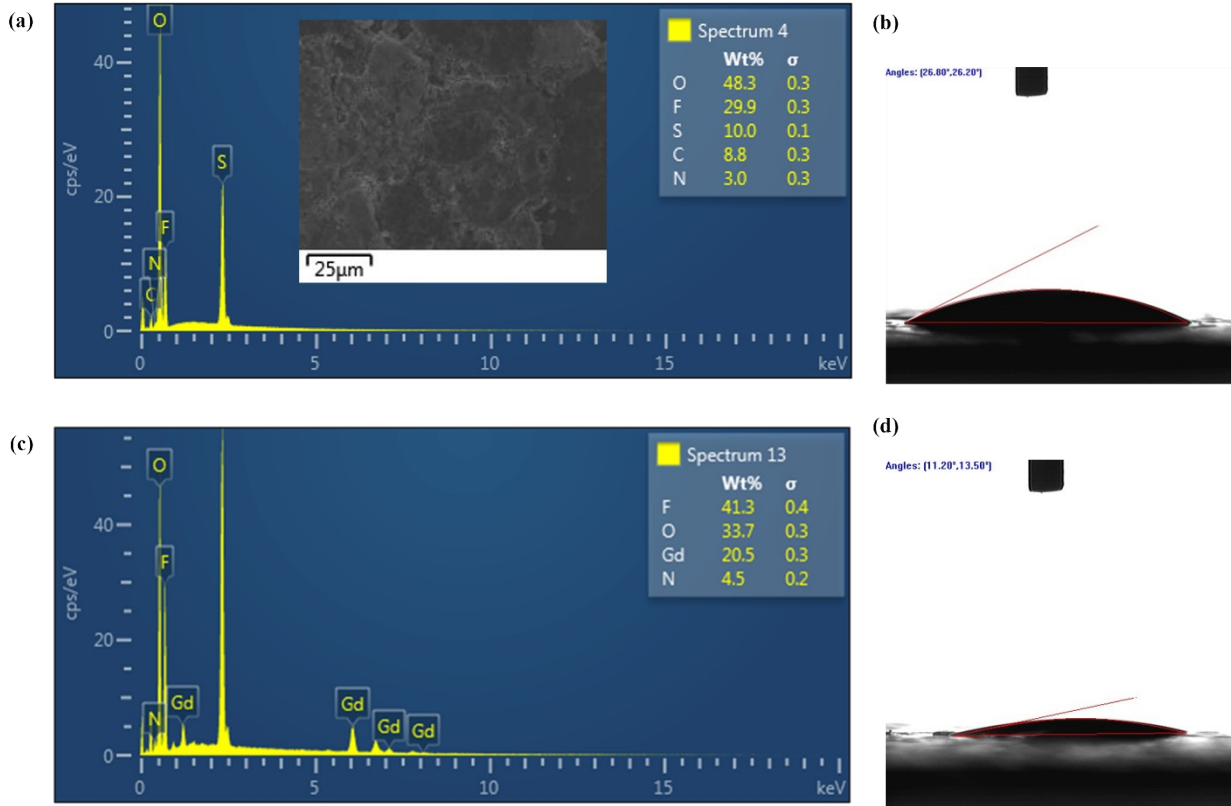 (a)
cps/eV
40
20
0
O
F
N
C
S
25µm
Spectrum 4
Wt% σ
O 48.3 0.3
F 29.9 0.3
S 10.0 0.1
C 8.8 0.3
N 3.0 0.3
0 5 10 15 keV
(b)
Angles: (26.80°,26.20°)
(c)
cps/eV
40
20
0
O
F
N
Gd
Gd
Gd
Gd
Spectrum 13
Wt% σ
F 41.3 0.4
O 33.7 0.3
Gd 20.5 0.3
N 4.5 0.2
0 5 10 15 keV
(d)
Angles: (11.20°,13.50°)